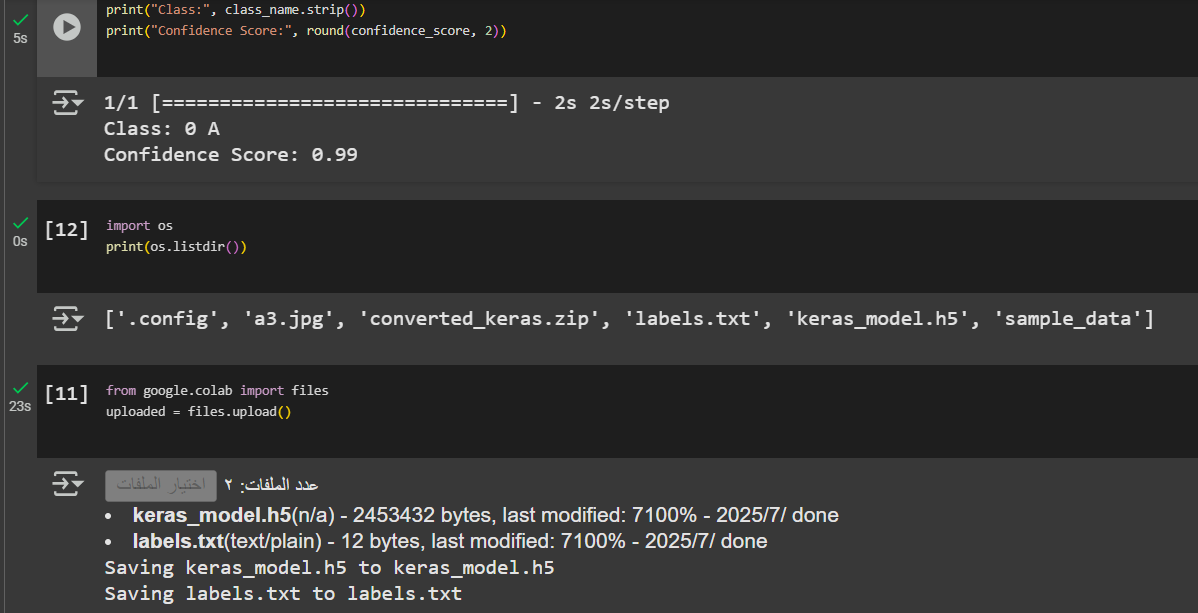 print("Class:", class_name.strip())
5s
print("Confidence Score:", round(confidence_score, 2))
1/1 [==============================] - 2s 2s/step
Class: 0 A
Confidence Score: 0.99
[12] import os
0s
print(os.listdir())
['.config', 'a3.jpg', 'converted_keras.zip', 'labels.txt', 'keras_model.h5', 'sample_data']
[11] from google.colab import files
23s
uploaded = files.upload()
اختيار الملفات عدد الملفات: ٢
• keras_model.h5(n/a) - 2453432 bytes, last modified: 7100% - 2025/7/ done
• labels.txt(text/plain) - 12 bytes, last modified: 7100% - 2025/7/ done
Saving keras_model.h5 to keras_model.h5
Saving labels.txt to labels.txt